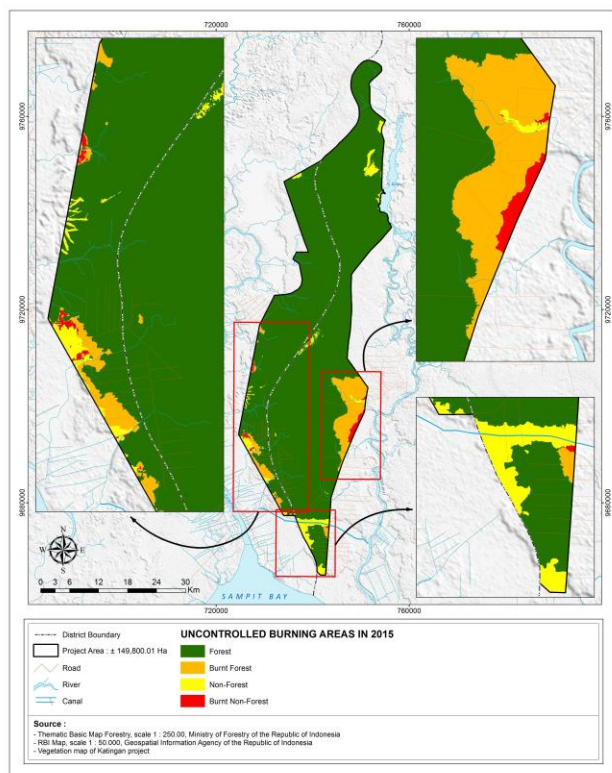 720000 760000
9760000 9760000
9720000 9720000
9680000 9680000
N
W E
S
0 3 6 12 18 24 30
Km
SAMPIT BAY
720000 760000
District Boundary
Project Area : ± 149,800.01 Ha
Road
River
Canal
UNCONTROLLED BURNING AREAS IN 2015
Forest
Burnt Forest
Non-Forest
Burnt Non-Forest
Source :
- Thematic Basic Map Forestry, scale 1 : 250.00, Ministry of Forestry of the Republic of Indonesia
- RBI Map, scale 1 : 50.000, Geospatial Information Agency of the Republic of Indonesia
- Vegetation map of Katingan project